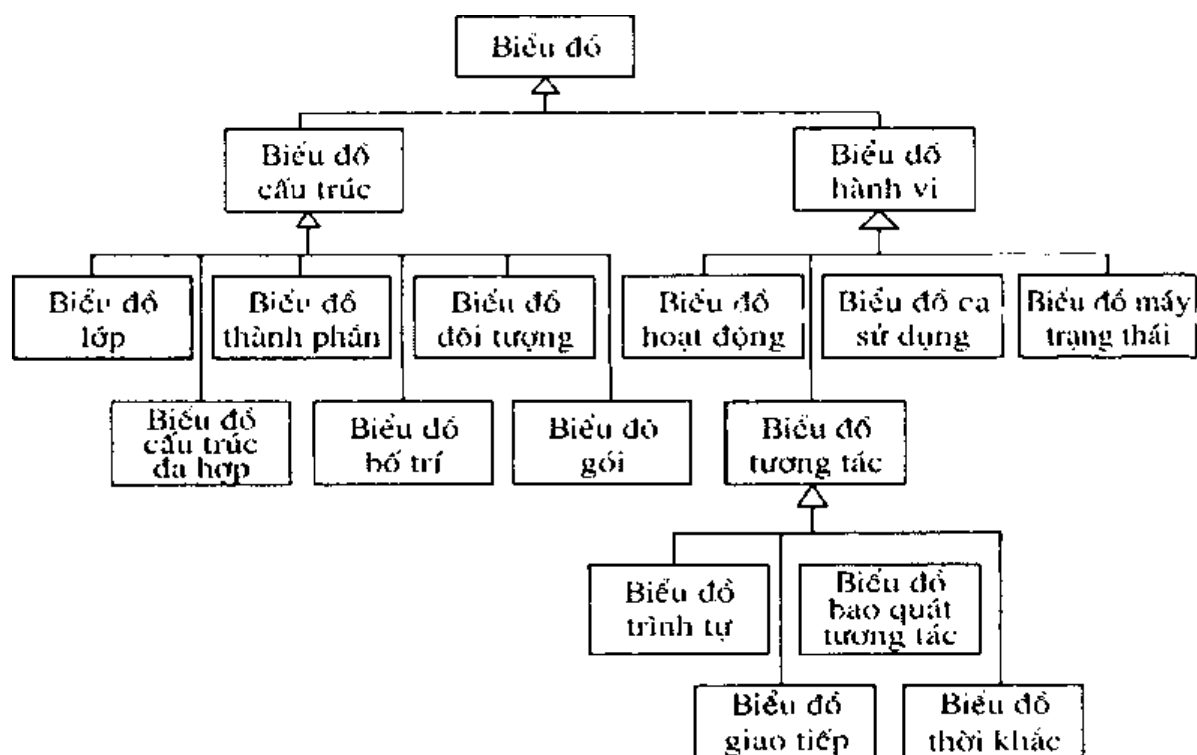 Biểu đồ
Biểu đồ
cấu trúc
Biểu đồ
hành vi
Biểu đồ
lớp
Biểu đồ
thành phần
Biểu đồ
đối tượng
Biểu đồ
hoạt động
Biểu đồ ca
sử dụng
Biểu đồ máy
trạng thái
Biểu đồ
cấu trúc
đa hợp
Biểu đồ
bố trí
Biểu đồ
gói
Biểu đồ
tương tác
Biểu đồ
trình tự
Biểu đồ
bao quát
tương tác
Biểu đồ
giao tiếp
Biểu đồ
thời khắc